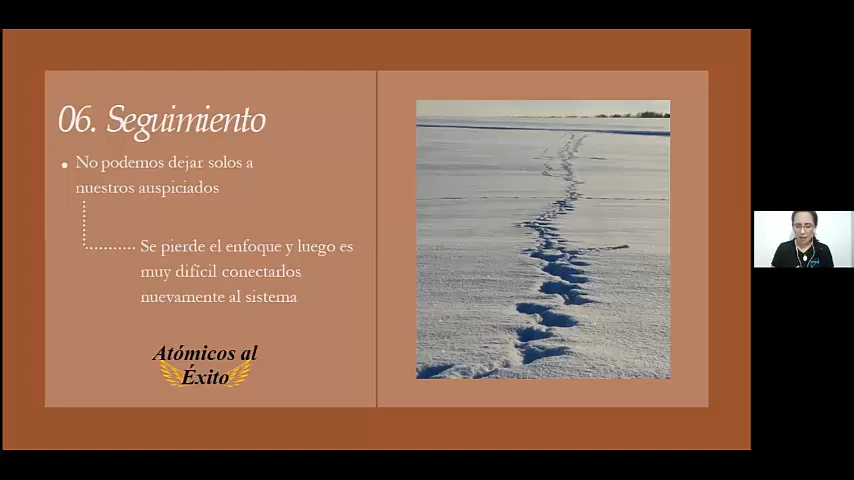 06. Seguimiento
No podemos dejar solos a
nuestros auspiciados
Se pierde el enfoque y luego es
muy difícil conectarlos
nuevamente al sistema
Atómicos al
Éxito